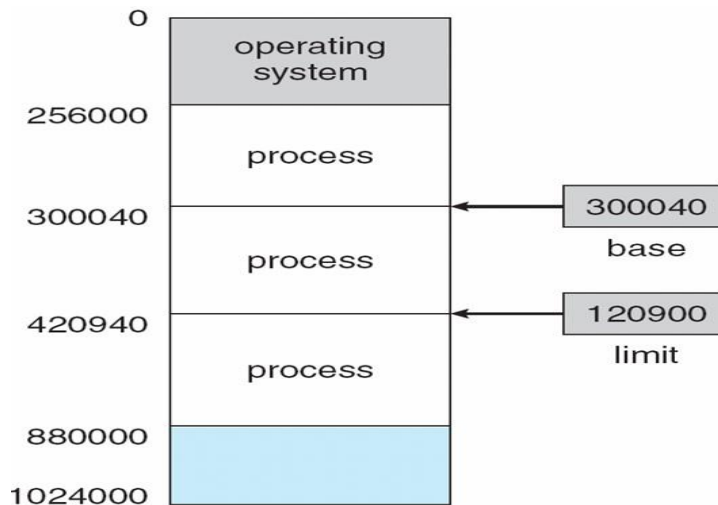 0
operating
system
256000
process
300040
300040
base
process
120900
420940
limit
process
880000
1024000